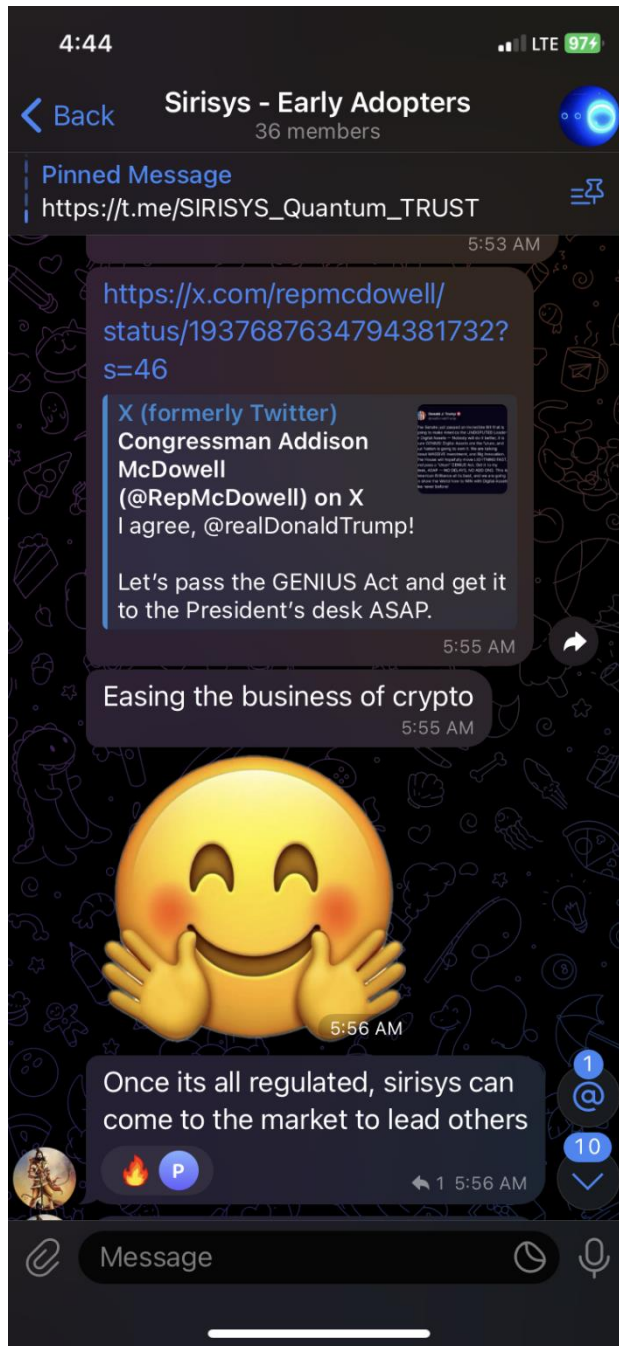 4:44
LTE 97
Back
Sirisys - Early Adopters
36 members
Pinned Message
https://t.me/SIRISYS_Quantum_TRUST
5:53 AM
https://x.com/repmcdowell/
status/1937687634794381732?
s=46
X (formerly Twitter)
Congressman Addison
McDowell
(@RepMcDowell) on X
I agree, @realDonaldTrump!
Let's pass the GENIUS Act and get it
to the President's desk ASAP.
5:55 AM
Easing the business of crypto
5:55 AM
5:56 AM
Once its all regulated, sirisys can
come to the market to lead others
P
1 5:56 AM
1
@
10
Message